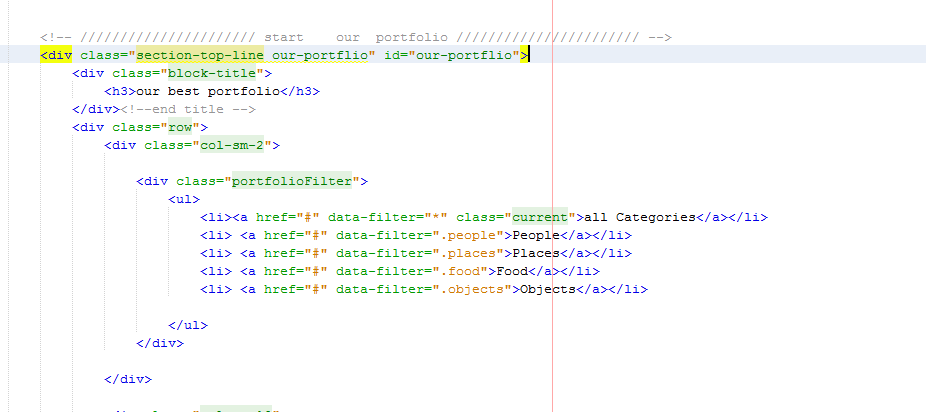 <!-- ////////////////////// start    our  portfolio /////////////////////// -->
<div class="section-top-line our-portflio" id="our-portflio">
<div class="block-title">
<h3>our best portfolio</h3>
</div><!--end title -->
<div class="row">
<div class="col-sm-2">
<div class="portfolioFilter">
<ul>
<li><a href="#" data-filter="*" class="current">all Categories</a></li>
<li> <a href="#" data-filter=".people">People</a></li>
<li> <a href="#" data-filter=".places">Places</a></li>
<li> <a href="#" data-filter=".food">Food</a></li>
<li> <a href="#" data-filter=".objects">Objects</a></li>
</ul>
</div>
</div>